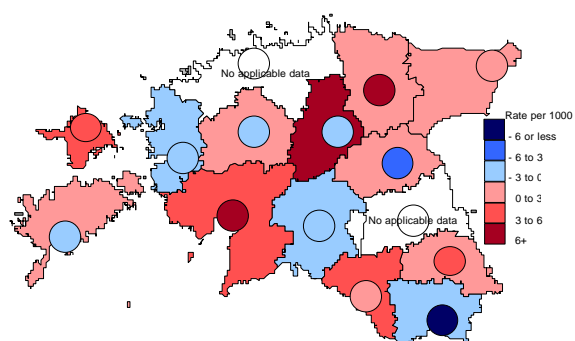 No applicable data
Rate per 1000
- 6 or less
- 6 to 3
- 3 to 0
0 to 3
3 to 6
6+
No applicable data